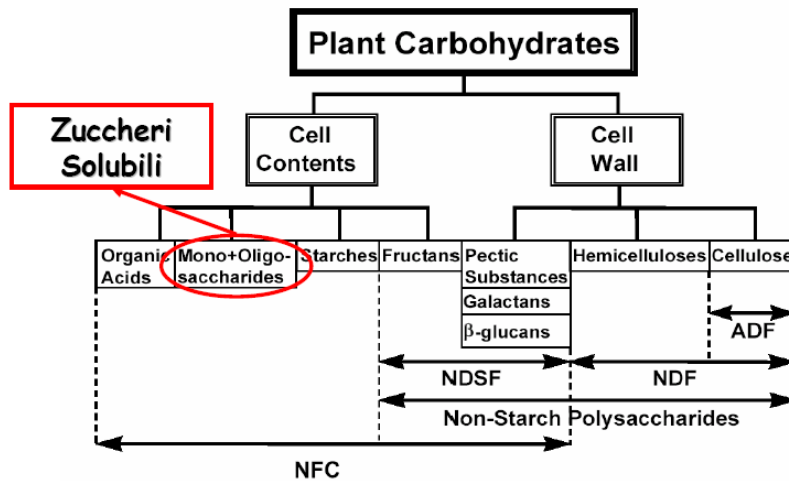 Plant Carbohydrates
Zuccheri
Solubili
Cell
Contents
Cell
Wall
Organic
Acids
Mono+Oligo-
saccharides
Starches
Fructans
Pectic
Substances
Galactans
β-glucans
Hemicelluloses
Cellulose
ADF
NDSF
NDF
Non-Starch Polysaccharides
NFC